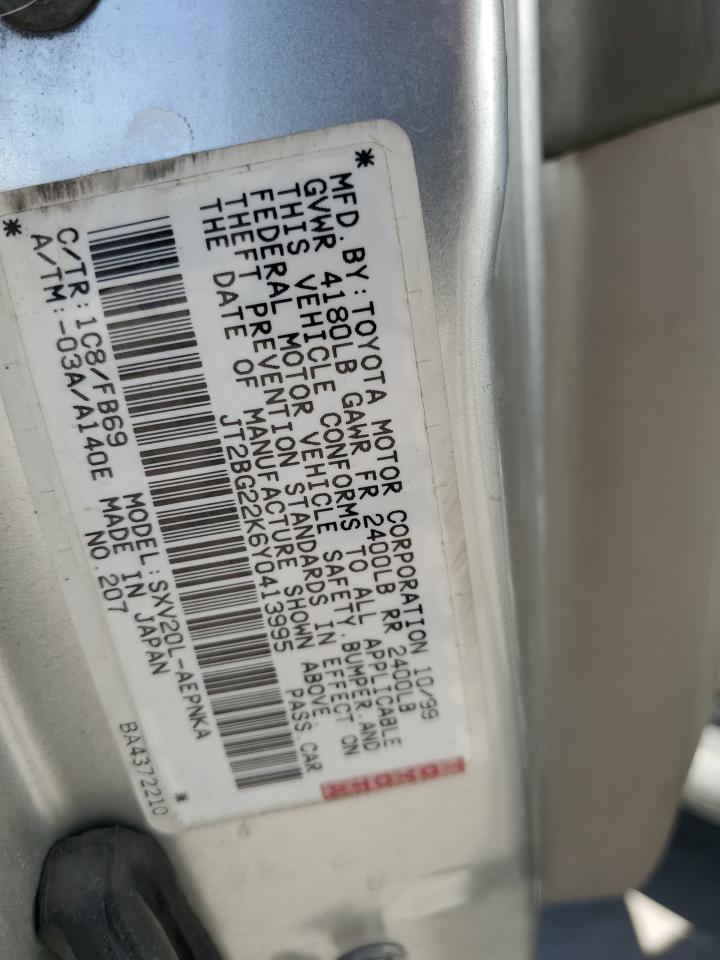 MFD. BY: TOYOTA MOTOR CORPORATION 10/99
GVWR 4180LB GAWR FR 2400LB RR 2400LB
THIS VEHICLE CONFORMS TO ALL APPLICABLE
FEDERAL MOTOR VEHICLE SAFETY, BUMPER, AND
THEFT PREVENTION STANDARDS IN EFFECT ON
THE DATE OF MANUFACTURE SHOWN ABOVE.
JT2BG22K6Y0413995 PASS.CAR
C/TR: 1C8/FB69 MODEL: SXV20L-AEPNKA
A/TM: -03A/A140E MADE IN JAPAN
NO. 207
BA4372210